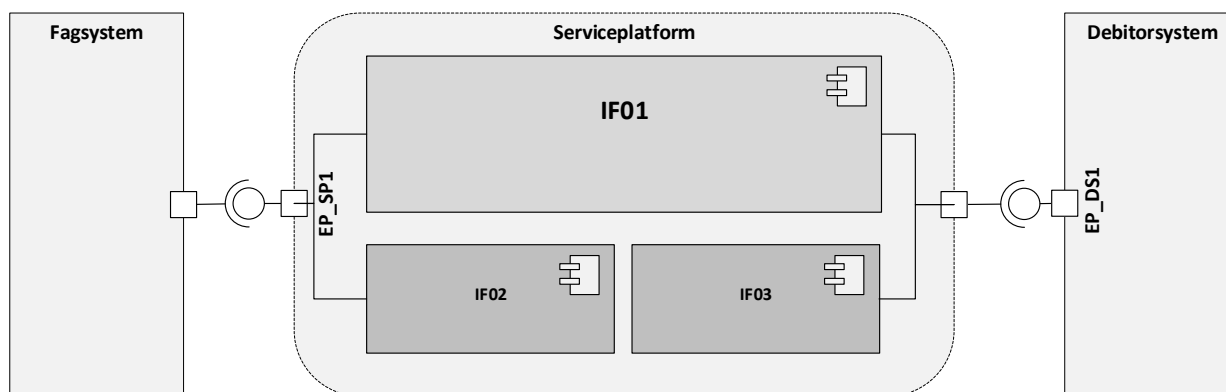 Fagsystem
Serviceplatform
Debitorsystem
IF01
EP_SP1
EP_DS1
IF02
IF03